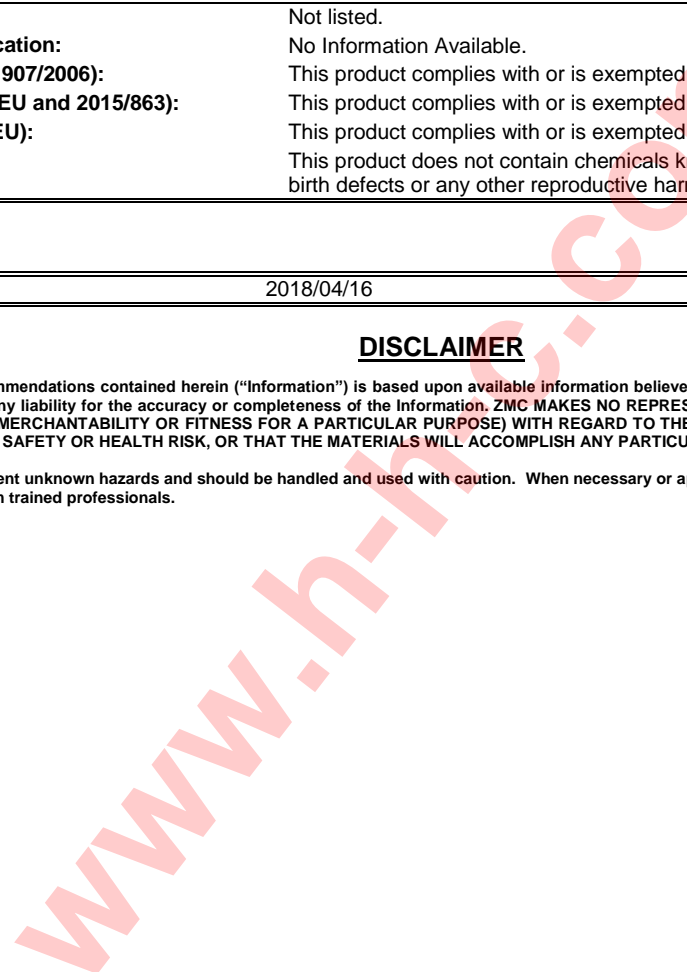 Not listed.
cation: No Information Available.
907/2006): This product complies with or is exempted
EU and 2015/863): This product complies with or is exempted
EU): This product complies with or is exempted
This product does not contain chemicals k
birth defects or any other reproductive har
2018/04/16
DISCLAIMER
mmendations contained herein (“Information”) is based upon available information believe
ny liability for the accuracy or completeness of the Information. ZMC MAKES NO REPRES
MERCHANTABILITY OR FITNESS FOR A PARTICULAR PURPOSE) WITH REGARD TO THE
SAFETY OR HEALTH RISK, OR THAT THE MATERIALS WILL ACCOMPLISH ANY PARTICU
ent unknown hazards and should be handled and used with caution. When necessary or a
n trained professionals.
www.h-h-c.co